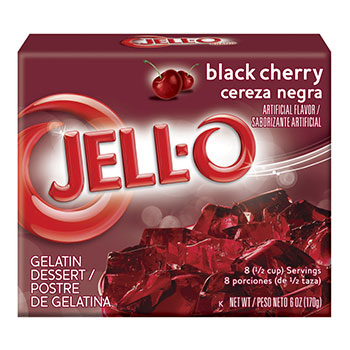 JELL-O
black cherry
cereza negra
ARTIFICIAL FLAVOR /
SABORIZANTE ARTIFICIAL
JELL-O
GELATIN
DESSERT /
POSTRE
DE GELATINA
8 (1/2 cup) Servings
8 porciones (de 1/2 taza)
K NET WT / PESO NETO 6 OZ (170g)